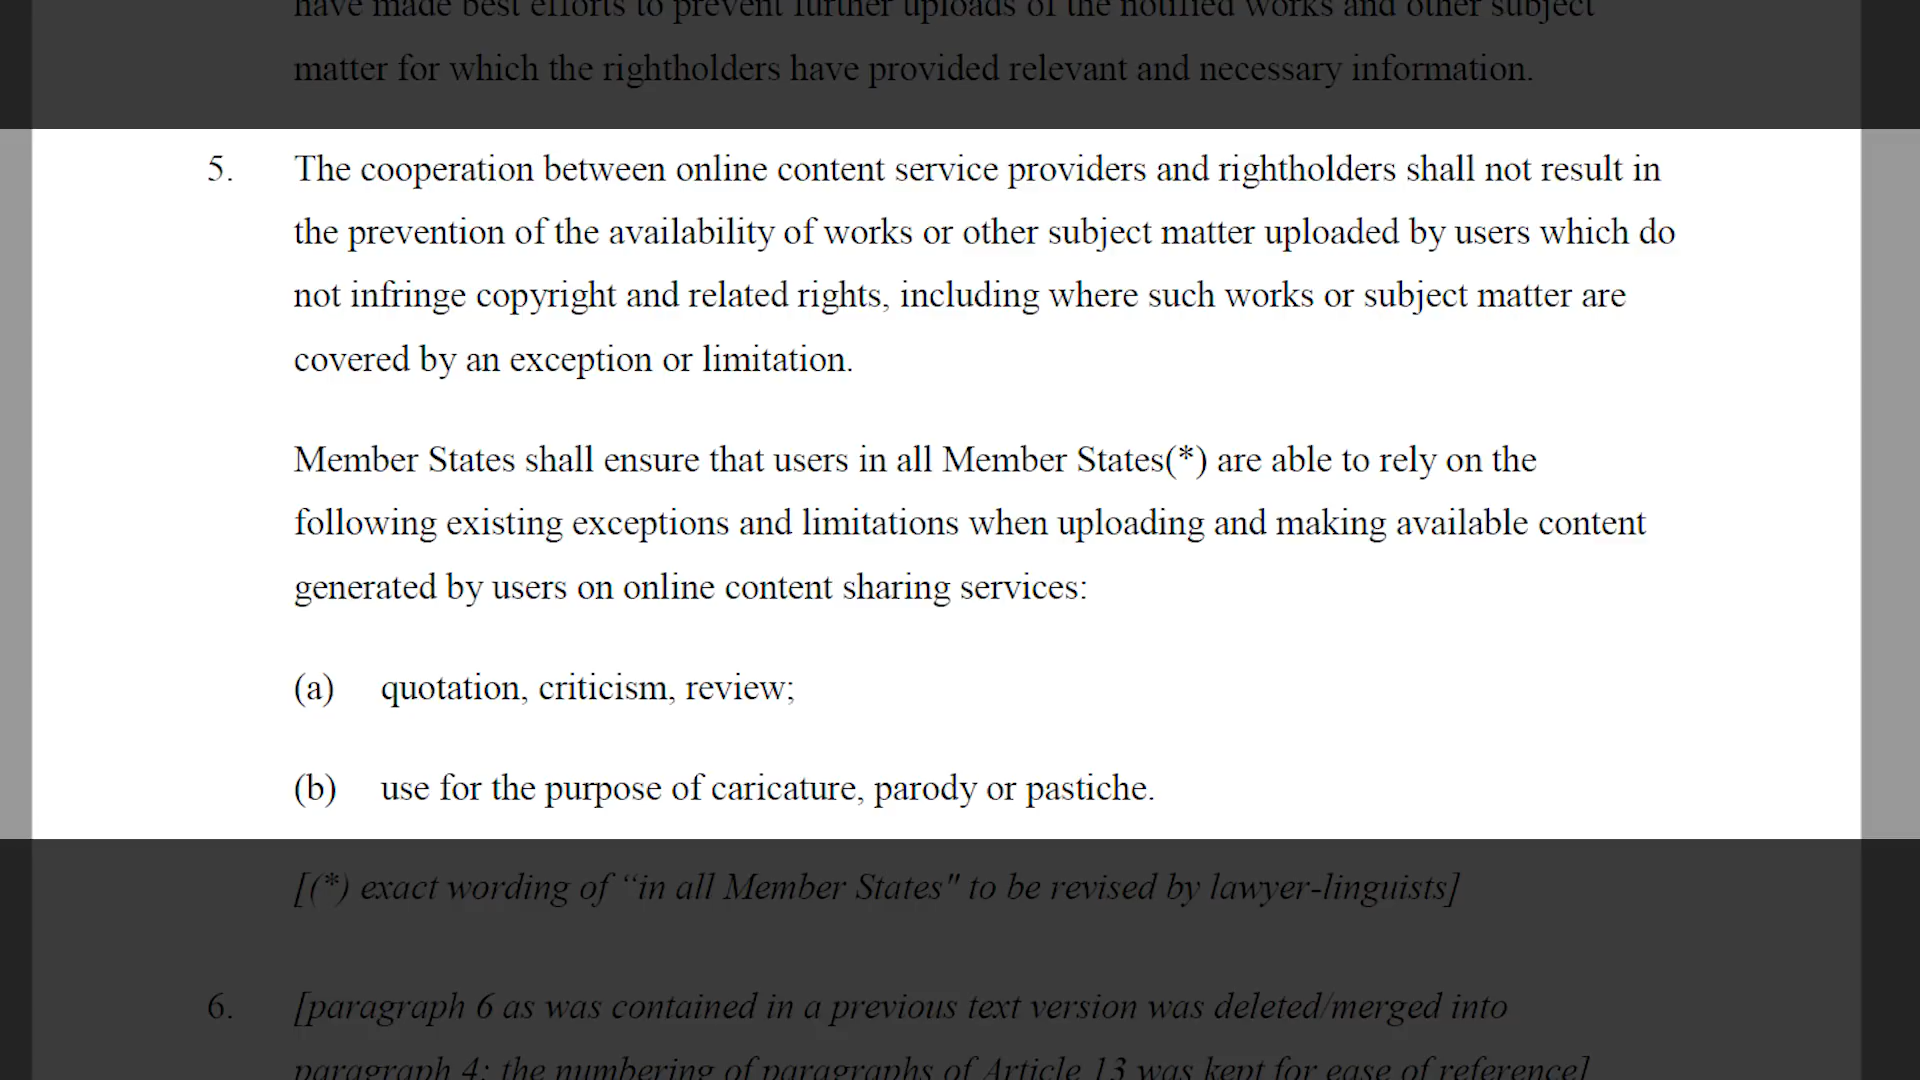 have made best efforts to prevent further uploads of the notified works and other subject
matter for which the rightholders have provided relevant and necessary information.
5. The cooperation between online content service providers and rightholders shall not result in
the prevention of the availability of works or other subject matter uploaded by users which do
not infringe copyright and related rights, including where such works or subject matter are
covered by an exception or limitation.
Member States shall ensure that users in all Member States(*) are able to rely on the
following existing exceptions and limitations when uploading and making available content
generated by users on online content sharing services:
(a) quotation, criticism, review;
(b) use for the purpose of caricature, parody or pastiche.
[(*) exact wording of “in all Member States" to be revised by lawyer-linguists]
6. [paragraph 6 as was contained in a previous text version was deleted/merged into
paragraph 4; the numbering of paragraphs of Article 13 was kept for ease of reference]